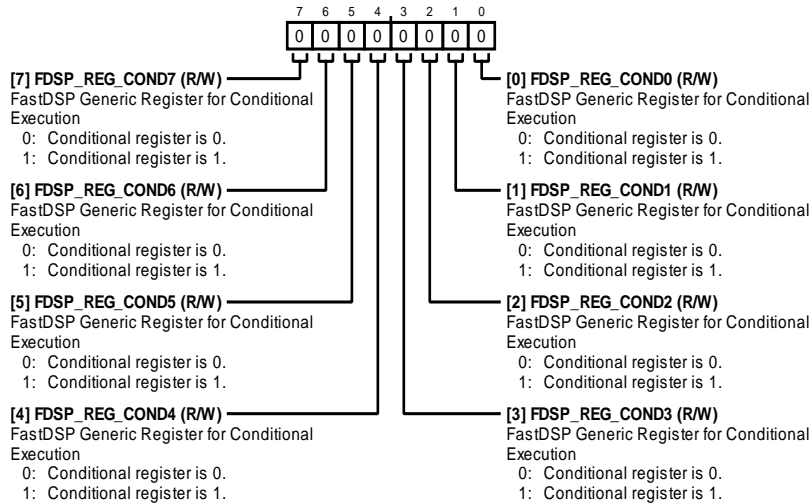 7 6 5 4 3 2 1 0
0 0 0 0 0 0 0 0
[7] FDSP_REG_COND7 (R/W)
FastDSP Generic Register for Conditional
Execution
0: Conditional register is 0.
1: Conditional register is 1.
[6] FDSP_REG_COND6 (R/W)
FastDSP Generic Register for Conditional
Execution
0: Conditional register is 0.
1: Conditional register is 1.
[5] FDSP_REG_COND5 (R/W)
FastDSP Generic Register for Conditional
Execution
0: Conditional register is 0.
1: Conditional register is 1.
[4] FDSP_REG_COND4 (R/W)
FastDSP Generic Register for Conditional
Execution
0: Conditional register is 0.
1: Conditional register is 1.
[0] FDSP_REG_COND0 (R/W)
FastDSP Generic Register for Conditional
Execution
0: Conditional register is 0.
1: Conditional register is 1.
[1] FDSP_REG_COND1 (R/W)
FastDSP Generic Register for Conditional
Execution
0: Conditional register is 0.
1: Conditional register is 1.
[2] FDSP_REG_COND2 (R/W)
FastDSP Generic Register for Conditional
Execution
0: Conditional register is 0.
1: Conditional register is 1.
[3] FDSP_REG_COND3 (R/W)
FastDSP Generic Register for Conditional
Execution
0: Conditional register is 0.
1: Conditional register is 1.